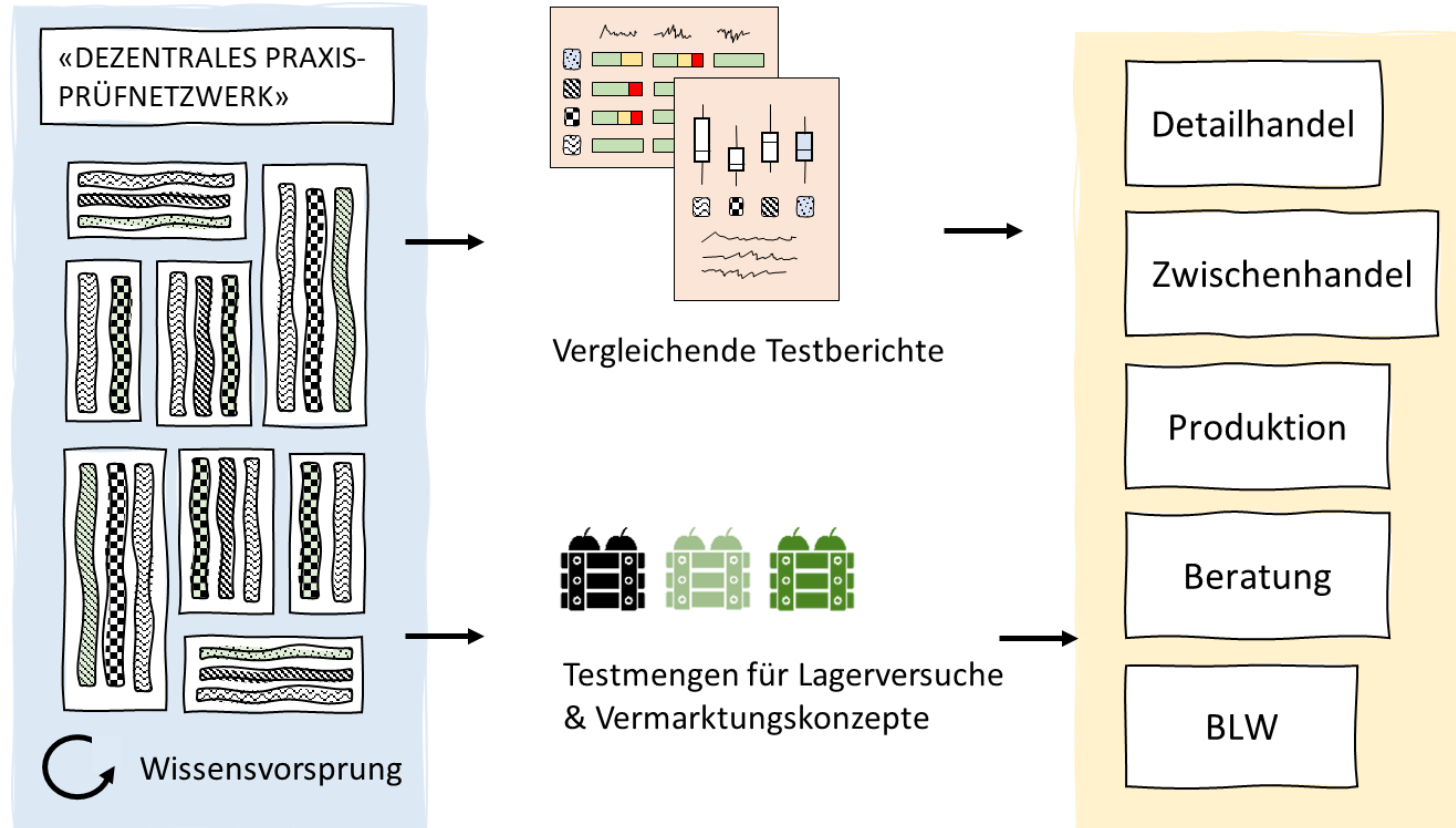 «DEZENTRALES PRAXIS-
PRÜFNETZWERK»
Wissensvorsprung
Vergleichende Testberichte
Testmengen für Lagerversuche
& Vermarktungskonzepte
Detailhandel
Zwischenhandel
Produktion
Beratung
BLW